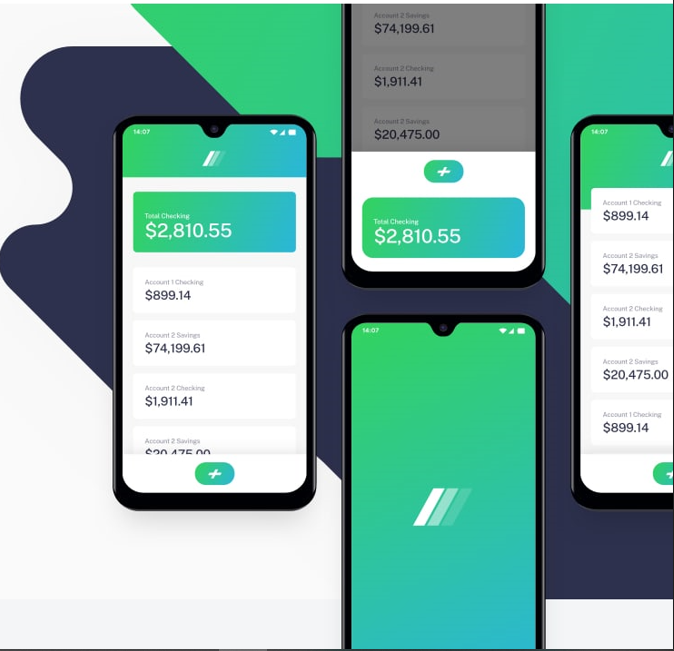 14:07
Total Checking
$2,810.55
Account 1 Checking
$899.14
Account 2 Savings
$74,199.61
Account 2 Checking
$1,911.41
Account 2 Savings
$20,475.00
Account 2 Savings
$74,199.61
Account 2 Checking
$1,911.41
Account 2 Savings
$20,475.00
Total Checking
$2,810.55
14:07
14:07
Account 1 Checking
$899.14
Account 2 Savings
$74,199.61
Account 2 Checking
$1,911.41
Account 2 Savings
$20,475.00
Account 1 Checking
$899.14